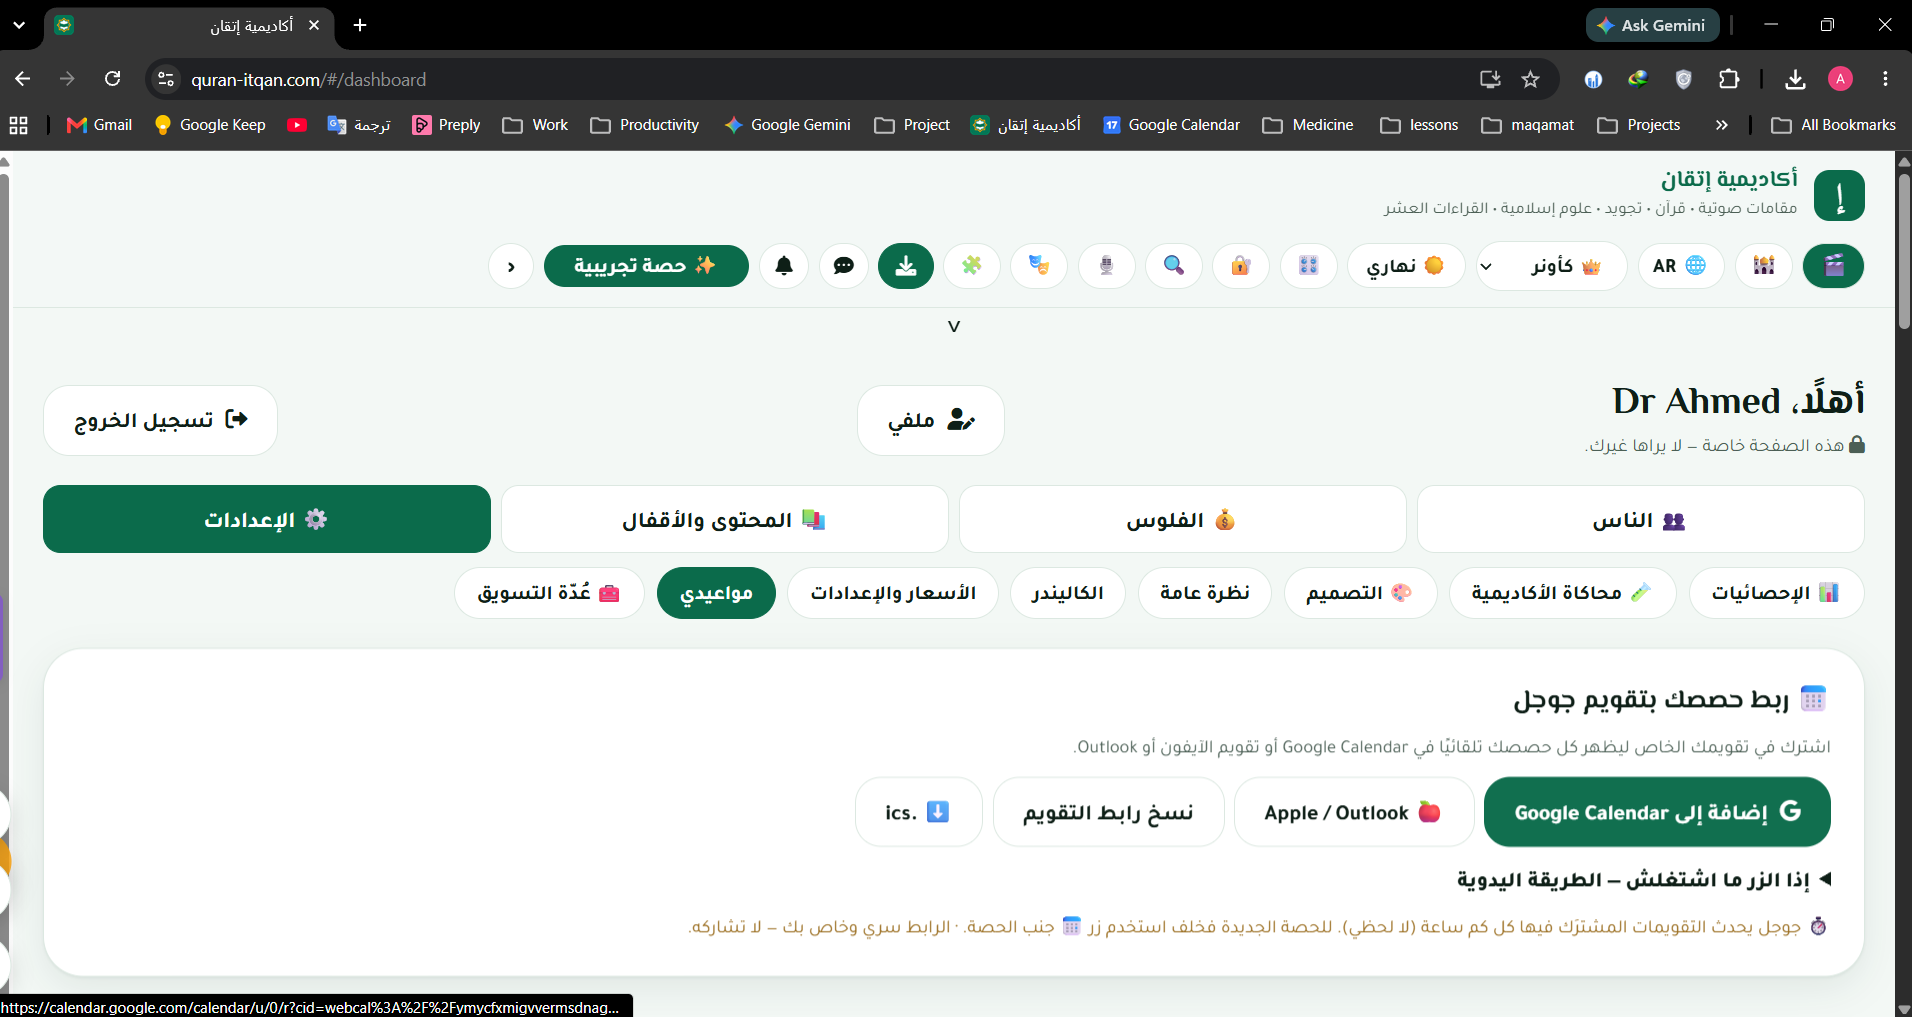 أكاديمية إتقان
Ask Gemini
quran-itqan.com/#/dashboard
A
Gmail
Google Keep
ترجمة
Preply
Work
Productivity
Google Gemini
Project
أكاديمية إتقان
17
Google Calendar
Medicine
lessons
maqamat
Projects
All Bookmarks
إ
أكاديمية إتقان
مقامات صوتية • قرآن • تجويد • علوم إسلامية • القراءات العشر
🌐 AR
👑 كأونر
🌞 نهاري
✨ حصة تجريبية
›
v
أهلًا، Dr Ahmed
هذه الصفحة خاصة – لا يراها غيرك.
ملفي
تسجيل الخروج
👥 الناس
💰 الفلوس
📚 المحتوى والأقفال
⚙️ الإعدادات
📊 الإحصائيات
🧪 محاكاة الأكاديمية
🎨 التصميم
نظرة عامة
الكاليندر
الأسعار والإعدادات
مواعيدي
🧰 عُدّة التسويق
🗓️ ربط حصصك بتقويم جوجل
اشترك في تقويمك الخاص ليظهر كل حصصك تلقائيًا في Google Calendar أو تقويم الآيفون أو Outlook.
G إضافة إلى Google Calendar
🍎 Apple / Outlook
نسخ رابط التقويم
⬇️ .ics
◀ إذا الزر ما اشتغلش – الطريقة اليدوية
⏱️ جوجل يحدث التقويمات المشترَك فيها كل كم ساعة (لا لحظي). للحصة الجديدة فخلف استخدم زر 🗓️ جنب الحصة. · الرابط سري وخاص بك – لا تشاركه.
https://calendar.google.com/calendar/u/0/r?cid=webcal%3A%2F%2Fymycfxmigvvermsdnag...